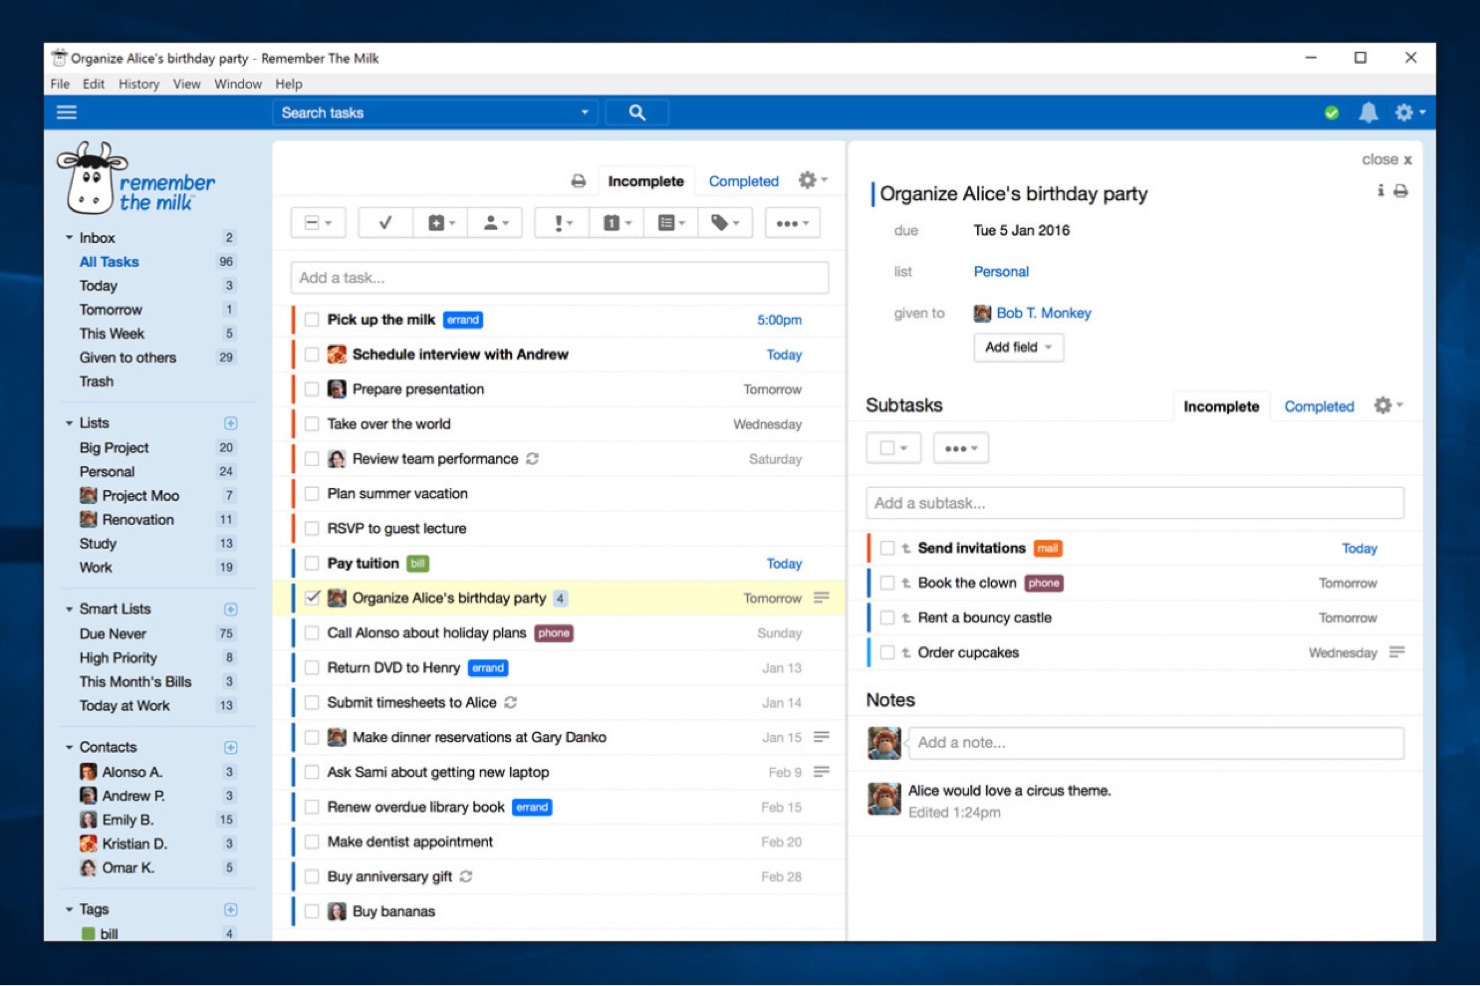 Organize Alice's birthday party - Remember The Milk
File Edit History View Window Help
Search tasks
remember
the milk™
Inbox 2
All Tasks 96
Today 3
Tomorrow 1
This Week 5
Given to others 29
Trash
Lists
Big Project 20
Personal 24
Project Moo 7
Renovation 11
Study 13
Work 19
Smart Lists
Due Never 75
High Priority 8
This Month's Bills 3
Today at Work 13
Contacts
Alonso A. 3
Andrew P. 3
Emily B. 15
Kristian D. 3
Omar K. 5
Tags
bill 4
Incomplete Completed
1
Add a task...
Pick up the milk errand 5:00pm
Schedule interview with Andrew Today
Prepare presentation Tomorrow
Take over the world Wednesday
Review team performance Saturday
Plan summer vacation
RSVP to guest lecture
Pay tuition bill Today
Organize Alice's birthday party 4 Tomorrow
Call Alonso about holiday plans phone Sunday
Return DVD to Henry errand Jan 13
Submit timesheets to Alice Jan 14
Make dinner reservations at Gary Danko Jan 15
Ask Sami about getting new laptop Feb 9
Renew overdue library book errand Feb 15
Make dentist appointment Feb 20
Buy anniversary gift Feb 28
Buy bananas
close x
Organize Alice's birthday party
due Tue 5 Jan 2016
list Personal
given to Bob T. Monkey
Add field
Subtasks Incomplete Completed
Add a subtask...
Send invitations mail Today
Book the clown phone Tomorrow
Rent a bouncy castle Tomorrow
Order cupcakes Wednesday
Notes
Add a note...
Alice would love a circus theme.
Edited 1:24pm